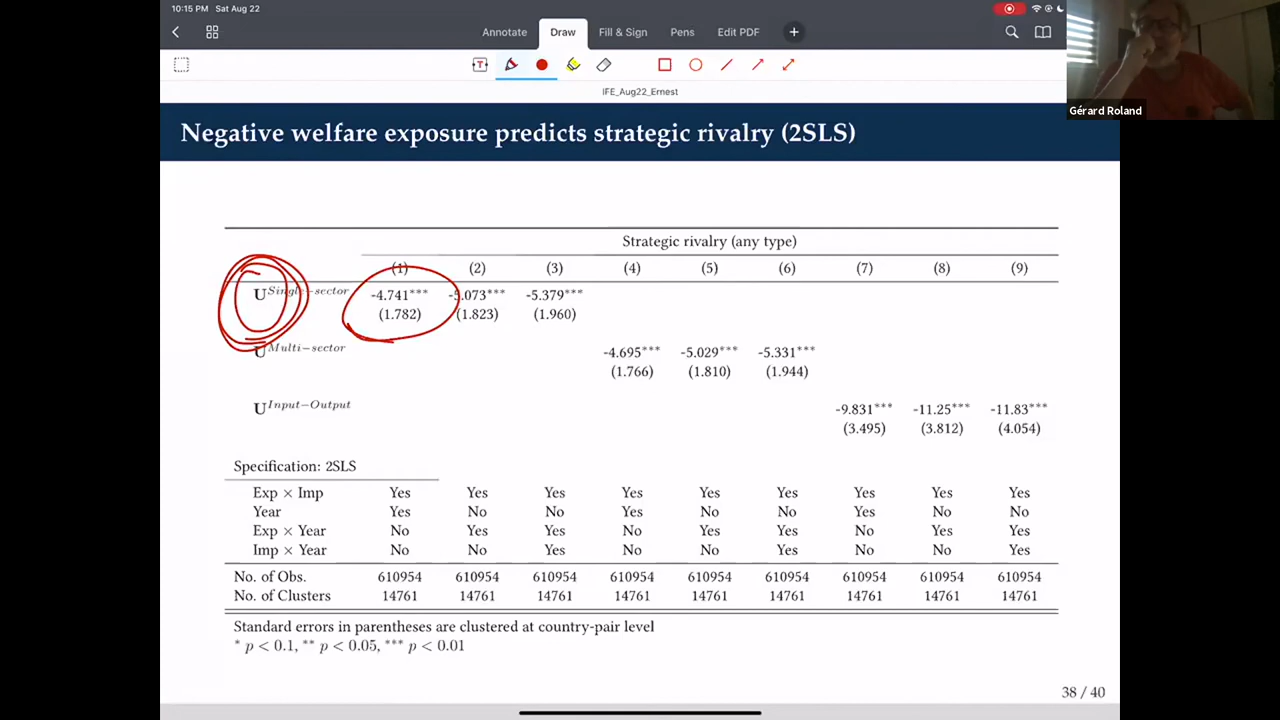 10:15 PM Sat Aug 22
Annotate Draw Fill & Sign Pens Edit PDF
T
IFE_Aug22_Ernest
Gérard Roland
Negative welfare exposure predicts strategic rivalry (2SLS)
Strategic rivalry (any type)
(1) (2) (3) (4) (5) (6) (7) (8) (9)
U^Single-sector -4.741*** -5.073*** -5.379***
(1.782) (1.823) (1.960)
U^Multi-sector -4.695*** -5.029*** -5.331***
(1.766) (1.810) (1.944)
U^Input-Output -9.831*** -11.25*** -11.83***
(3.495) (3.812) (4.054)
Specification: 2SLS
Exp × Imp Yes Yes Yes Yes Yes Yes Yes Yes Yes
Year Yes No No Yes No No Yes No No
Exp × Year No Yes Yes No Yes Yes No Yes Yes
Imp × Year No No Yes No No Yes No No Yes
No. of Obs. 610954 610954 610954 610954 610954 610954 610954 610954 610954
No. of Clusters 14761 14761 14761 14761 14761 14761 14761 14761 14761
Standard errors in parentheses are clustered at country-pair level
* p < 0.1, ** p < 0.05, *** p < 0.01
38 / 40